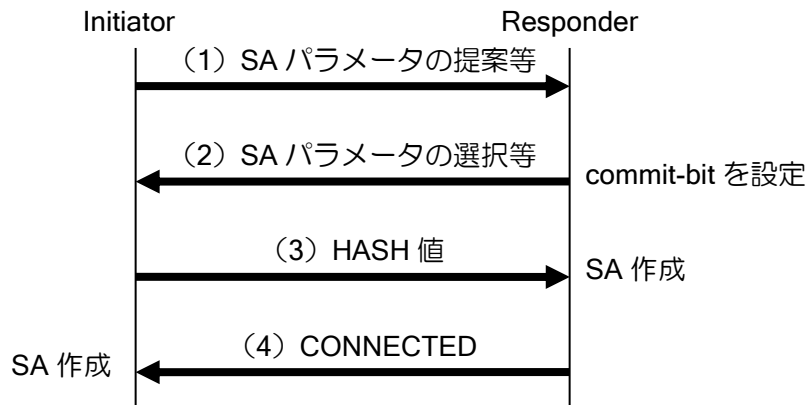 Initiator
Responder
（1）SA パラメータの提案等
（2）SA パラメータの選択等
commit-bit を設定
（3）HASH 値
SA 作成
（4）CONNECTED
SA 作成